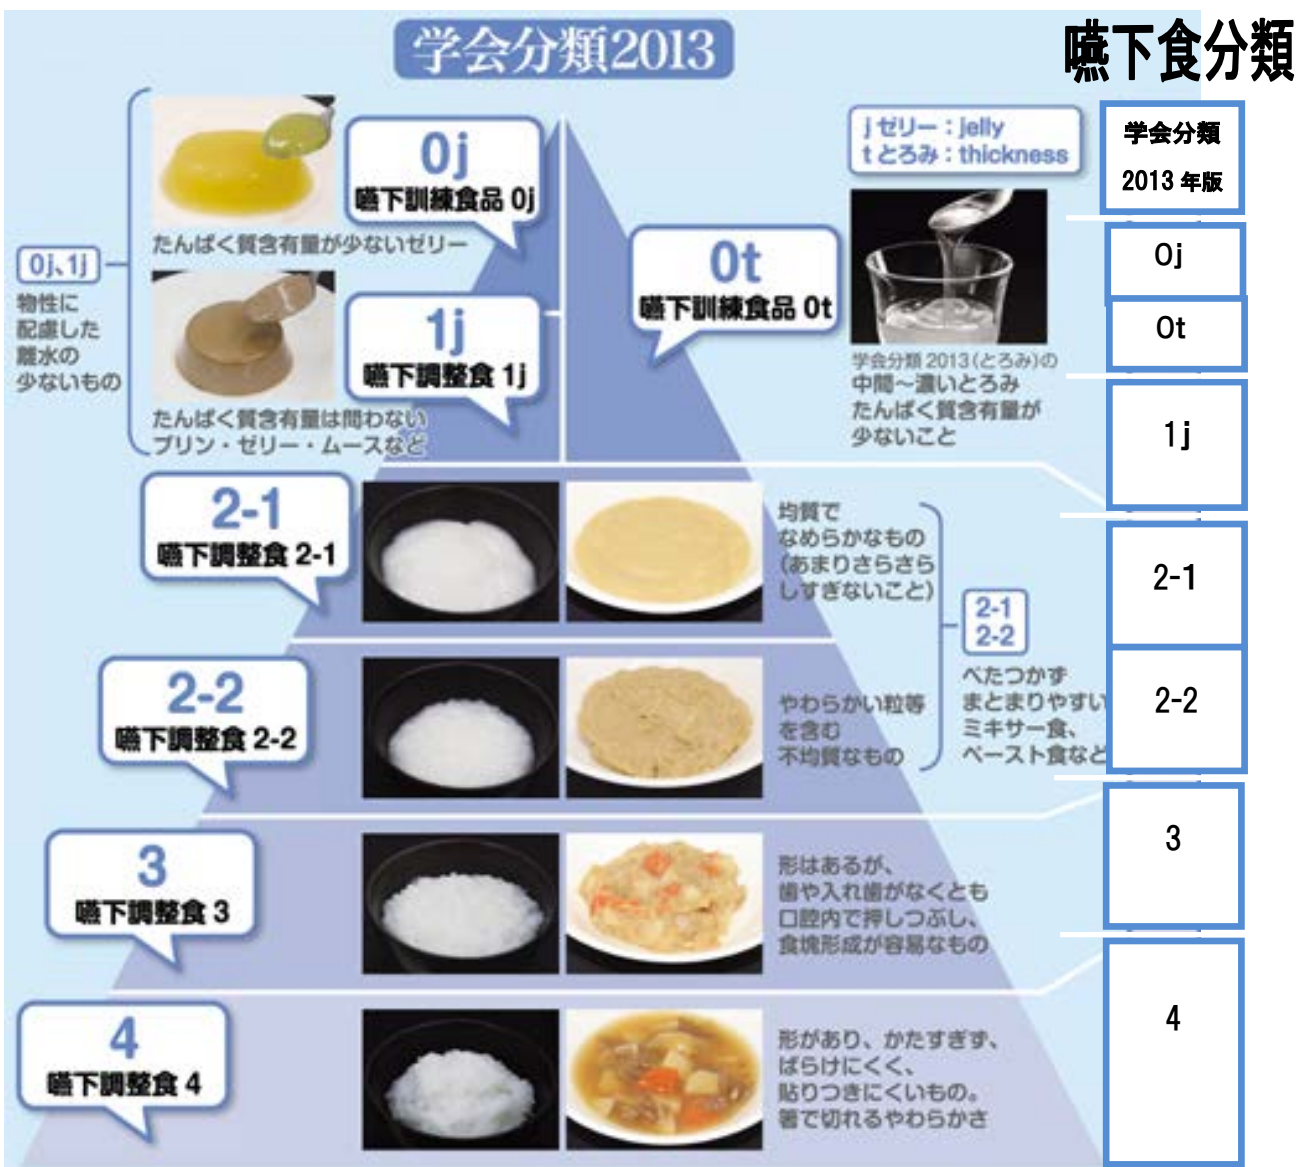 学会分類2013
嚥下食分類
0j
嚥下訓練食品 0j
たんぱく質含有量が少ないゼリー
0j、1j
物性に
配慮した
離水の
少ないもの
1j
嚥下調整食 1j
たんぱく質含有量は問わない
プリン・ゼリー・ムースなど
0t
嚥下訓練食品 0t
j ゼリー：jelly
t とろみ：thickness
学会分類 2013（とろみ）の
中間～濃いとろみ
たんぱく質含有量が
少ないこと
2-1
嚥下調整食 2-1
均質で
なめらかなもの
（あまりさらさら
しすぎないこと）
2-1
2-2
べたつかず
まとまりやすい
ミキサー食、
ペースト食など
2-2
嚥下調整食 2-2
やわらかい粒等
を含む
不均質なもの
3
嚥下調整食 3
形はあるが、
歯や入れ歯がなくとも
口腔内で押しつぶし、
食塊形成が容易なもの
4
嚥下調整食 4
形があり、かたすぎず、
ばらけにくく、
貼りつきにくいもの。
箸で切れるやわらかさ
学会分類
2013 年版
0j
0t
1j
2-1
2-2
3
4